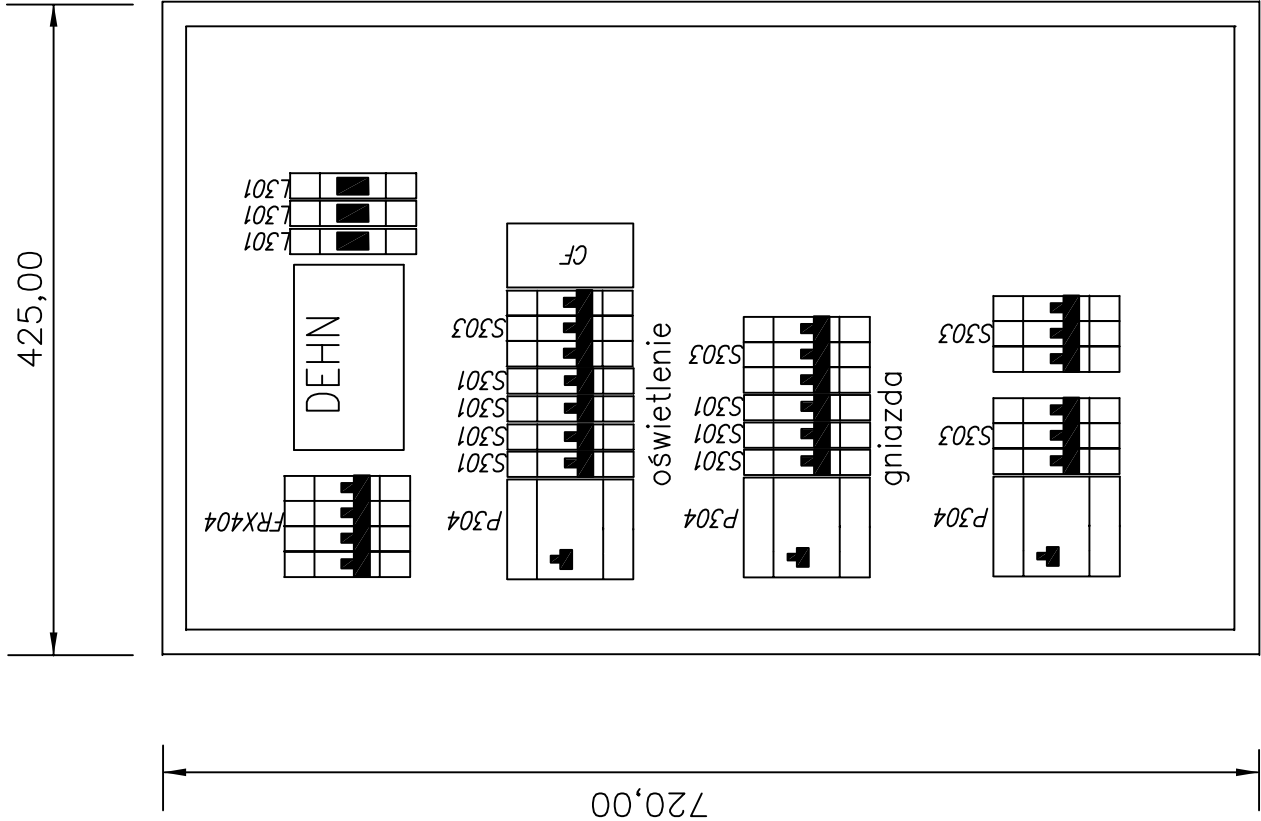 425,00
L301
L301
L301
DEHN
FRX404
CF
S303
S301
S301
S301
S301
P304
oświetlenie
S303
S301
S301
S301
P304
gniazda
S303
S303
P304
720,00